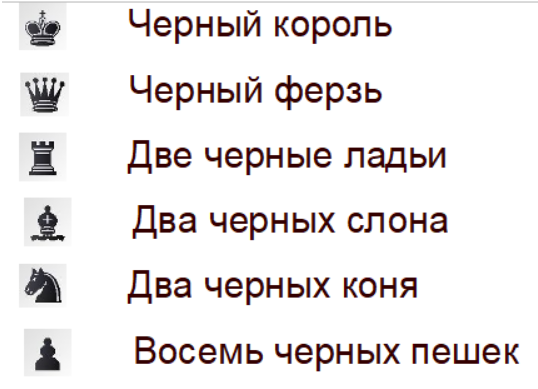 Черный король
Черный ферзь
Две черные ладьи
Два черных слона
Два черных коня
Восемь черных пешек